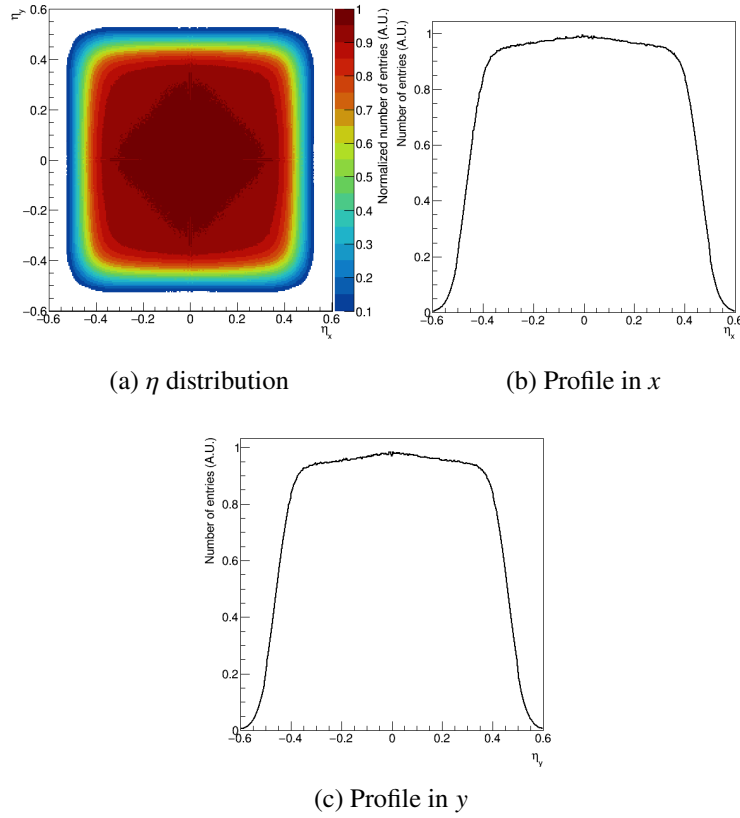 η_y
0.6
0.4
0.2
0
−0.2
−0.4
−0.6
−0.6 −0.4 −0.2 0 0.2 0.4 0.6
η_x
1
0.9
0.8
0.7
0.6
0.5
0.4
0.3
0.2
0.1
Normalized number of entries (A.U.)
(a) η distribution
Number of entries (A.U.)
1
0.8
0.6
0.4
0.2
0
−0.6 −0.4 −0.2 0 0.2 0.4 0.6
η_x
(b) Profile in x
Number of entries (A.U.)
1
0.8
0.6
0.4
0.2
0
−0.6 −0.4 −0.2 0 0.2 0.4 0.6
η_y
(c) Profile in y